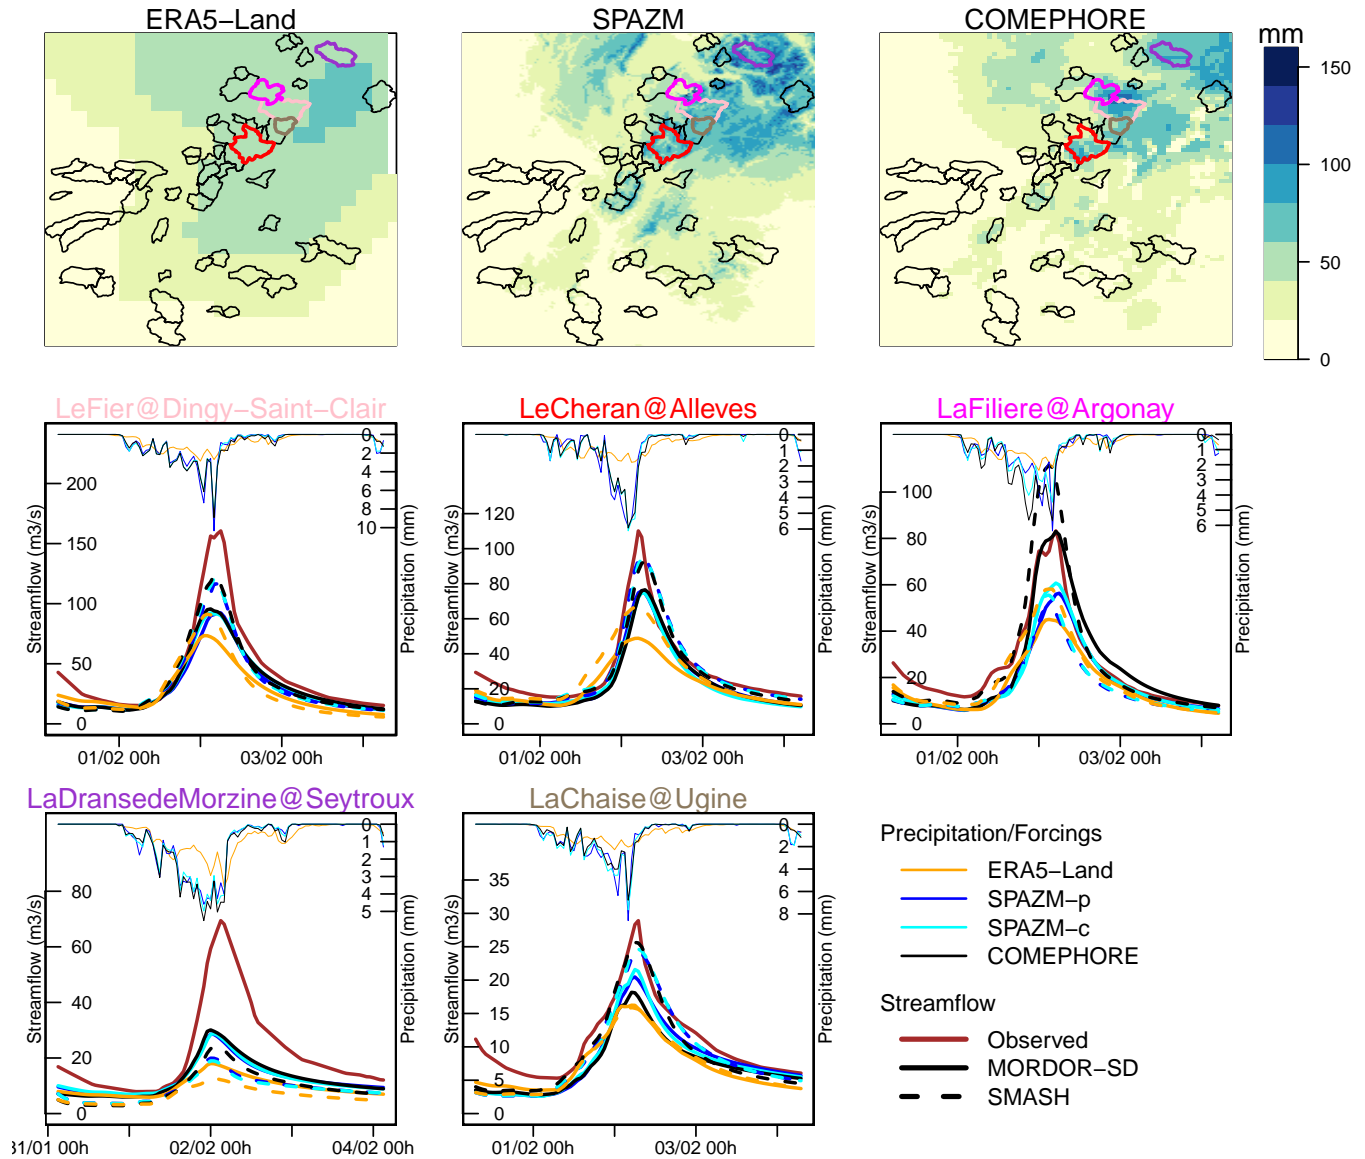 ERA5−Land
SPAZM
COMEPHORE
mm
150
100
50
0
LeFier@Dingy−Saint−Clair
Streamflow (m3/s)
200
150
100
50
0
0
2
4
6
8
10
Precipitation (mm)
01/02 00h
03/02 00h
LeCheran@Alleves
Streamflow (m3/s)
120
100
80
60
40
20
0
0
1
2
3
4
5
6
Precipitation (mm)
01/02 00h
03/02 00h
LaFiliere@Argonay
Streamflow (m3/s)
100
80
60
40
20
0
0
1
2
3
4
5
6
Precipitation (mm)
01/02 00h
03/02 00h
LaDransedeMorzine@Seytroux
Streamflow (m3/s)
80
60
40
20
0
0
1
2
3
4
5
Precipitation (mm)
31/01 00h
02/02 00h
04/02 00h
LaChaise@Ugine
Streamflow (m3/s)
35
30
25
20
15
10
5
0
0
2
4
6
8
Precipitation (mm)
01/02 00h
03/02 00h
Precipitation/Forcings
ERA5−Land
SPAZM−p
SPAZM−c
COMEPHORE
Streamflow
Observed
MORDOR−SD
SMASH